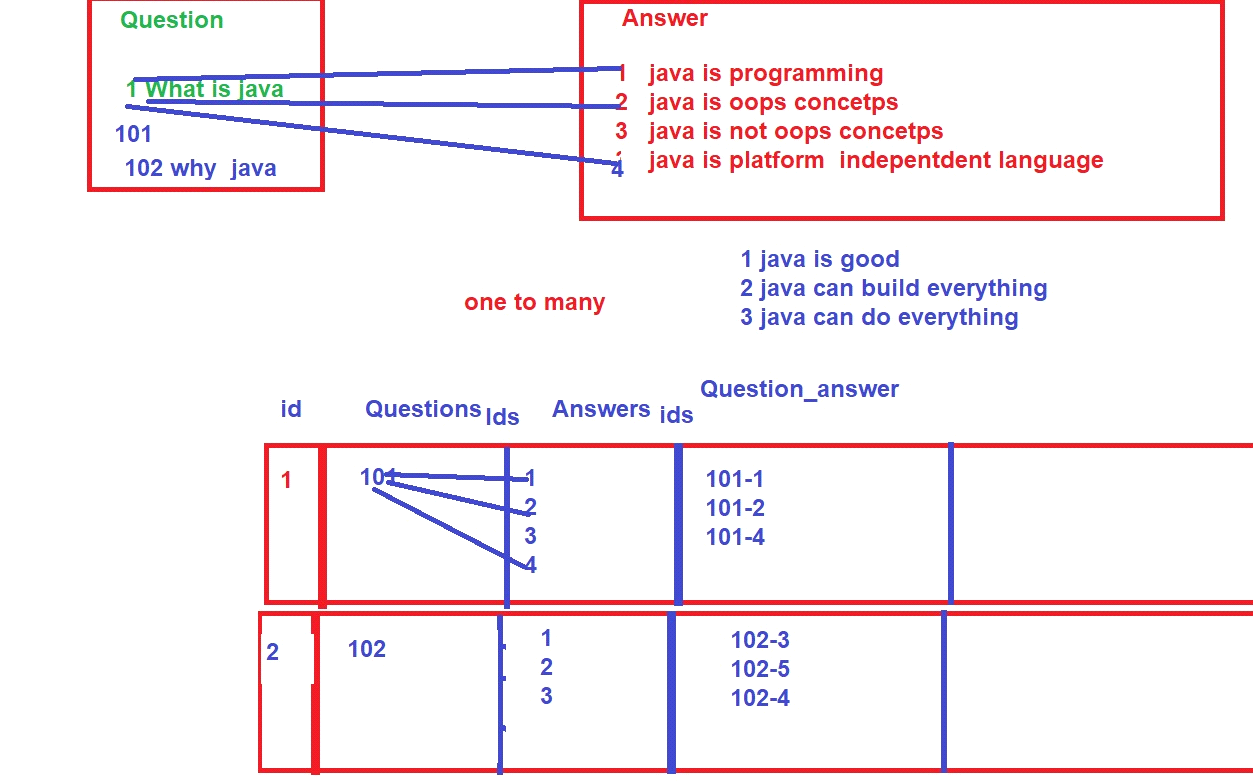 Question
1 What is java
101
102 why java
Answer
1 java is programming
2 java is oops concetps
3 java is not oops concetps
4 java is platform indepentdent language
1 java is good
2 java can build everything
3 java can do everything
one to many
id Questions Ids Answers ids Question_answer
1 101 1 101-1
2 101-2
3 101-4
4
2 102 1 102-3
2 102-5
3 102-4